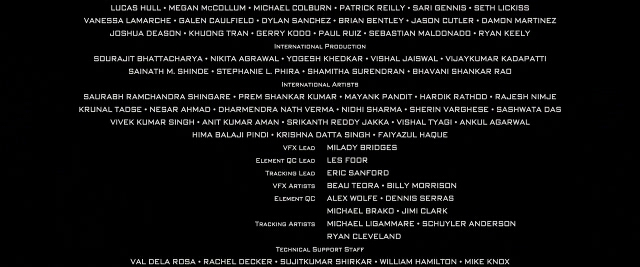 LUCAS HULL • MEGAN McCOLLUM • MICHAEL COLBURN • PATRICK REILLY • SARI GENNIS • SETH LICKISS
VANESSA LAMARCHE • GALEN CAULFIELD • DYLAN SANCHEZ • BRIAN BENTLEY • JASON CUTLER • DAMON MARTINEZ
JOSHUA DEASON • KHUONG TRAN • GERRY KODO • PAUL RUIZ • SEBASTIAN MALDONADO • RYAN KEELY
INTERNATIONAL PRODUCTION
SOURAJIT BHATTACHARYA • NIKITA AGRAWAL • YOGESH KHEDKAR • VISHAL JAISWAL • VIJAYKUMAR KADAPATTI
SAINATH M. SHINDE • STEPHANIE L. PHIRA • SHAMITHA SURENDRAN • BHAVANI SHANKAR RAO
INTERNATIONAL ARTISTS
SAURABH RAMCHANDRA SHINGARE • PREM SHANKAR KUMAR • MAYANK PANDIT • HARDIK RATHOD • RAJESH NIMJE
KRUNAL TAOSE • NESAR AHMAD • DHARMENDRA NATH VERMA • NIDHI SHARMA • SHERIN VARGHESE • SASHWATA DAS
VIVEK KUMAR SINGH • ANIT KUMAR AMAN • SRIKANTH REDDY JAKKA • VISHAL TYAGI • ANKUL AGARWAL
HIMA BALAJI PINDI • KRISHNA DATTA SINGH • FAIYAZUL HAQUE
VFX LEAD MILADY BRIDGES
ELEMENT QC LEAD LES FOOR
TRACKING LEAD ERIC SANFORD
VFX ARTISTS BEAU TEORA • BILLY MORRISON
ELEMENT QC ALEX WOLFE • DENNIS SERRAS
MICHAEL BRAKO • JIMI CLARK
TRACKING ARTISTS MICHAEL LIGAMMARE • SCHUYLER ANDERSON
RYAN CLEVELAND
TECHNICAL SUPPORT STAFF
VAL DELA ROSA • RACHEL DECKER • SUJITKUMAR SHIRKAR • WILLIAM HAMILTON • MIKE KNOX